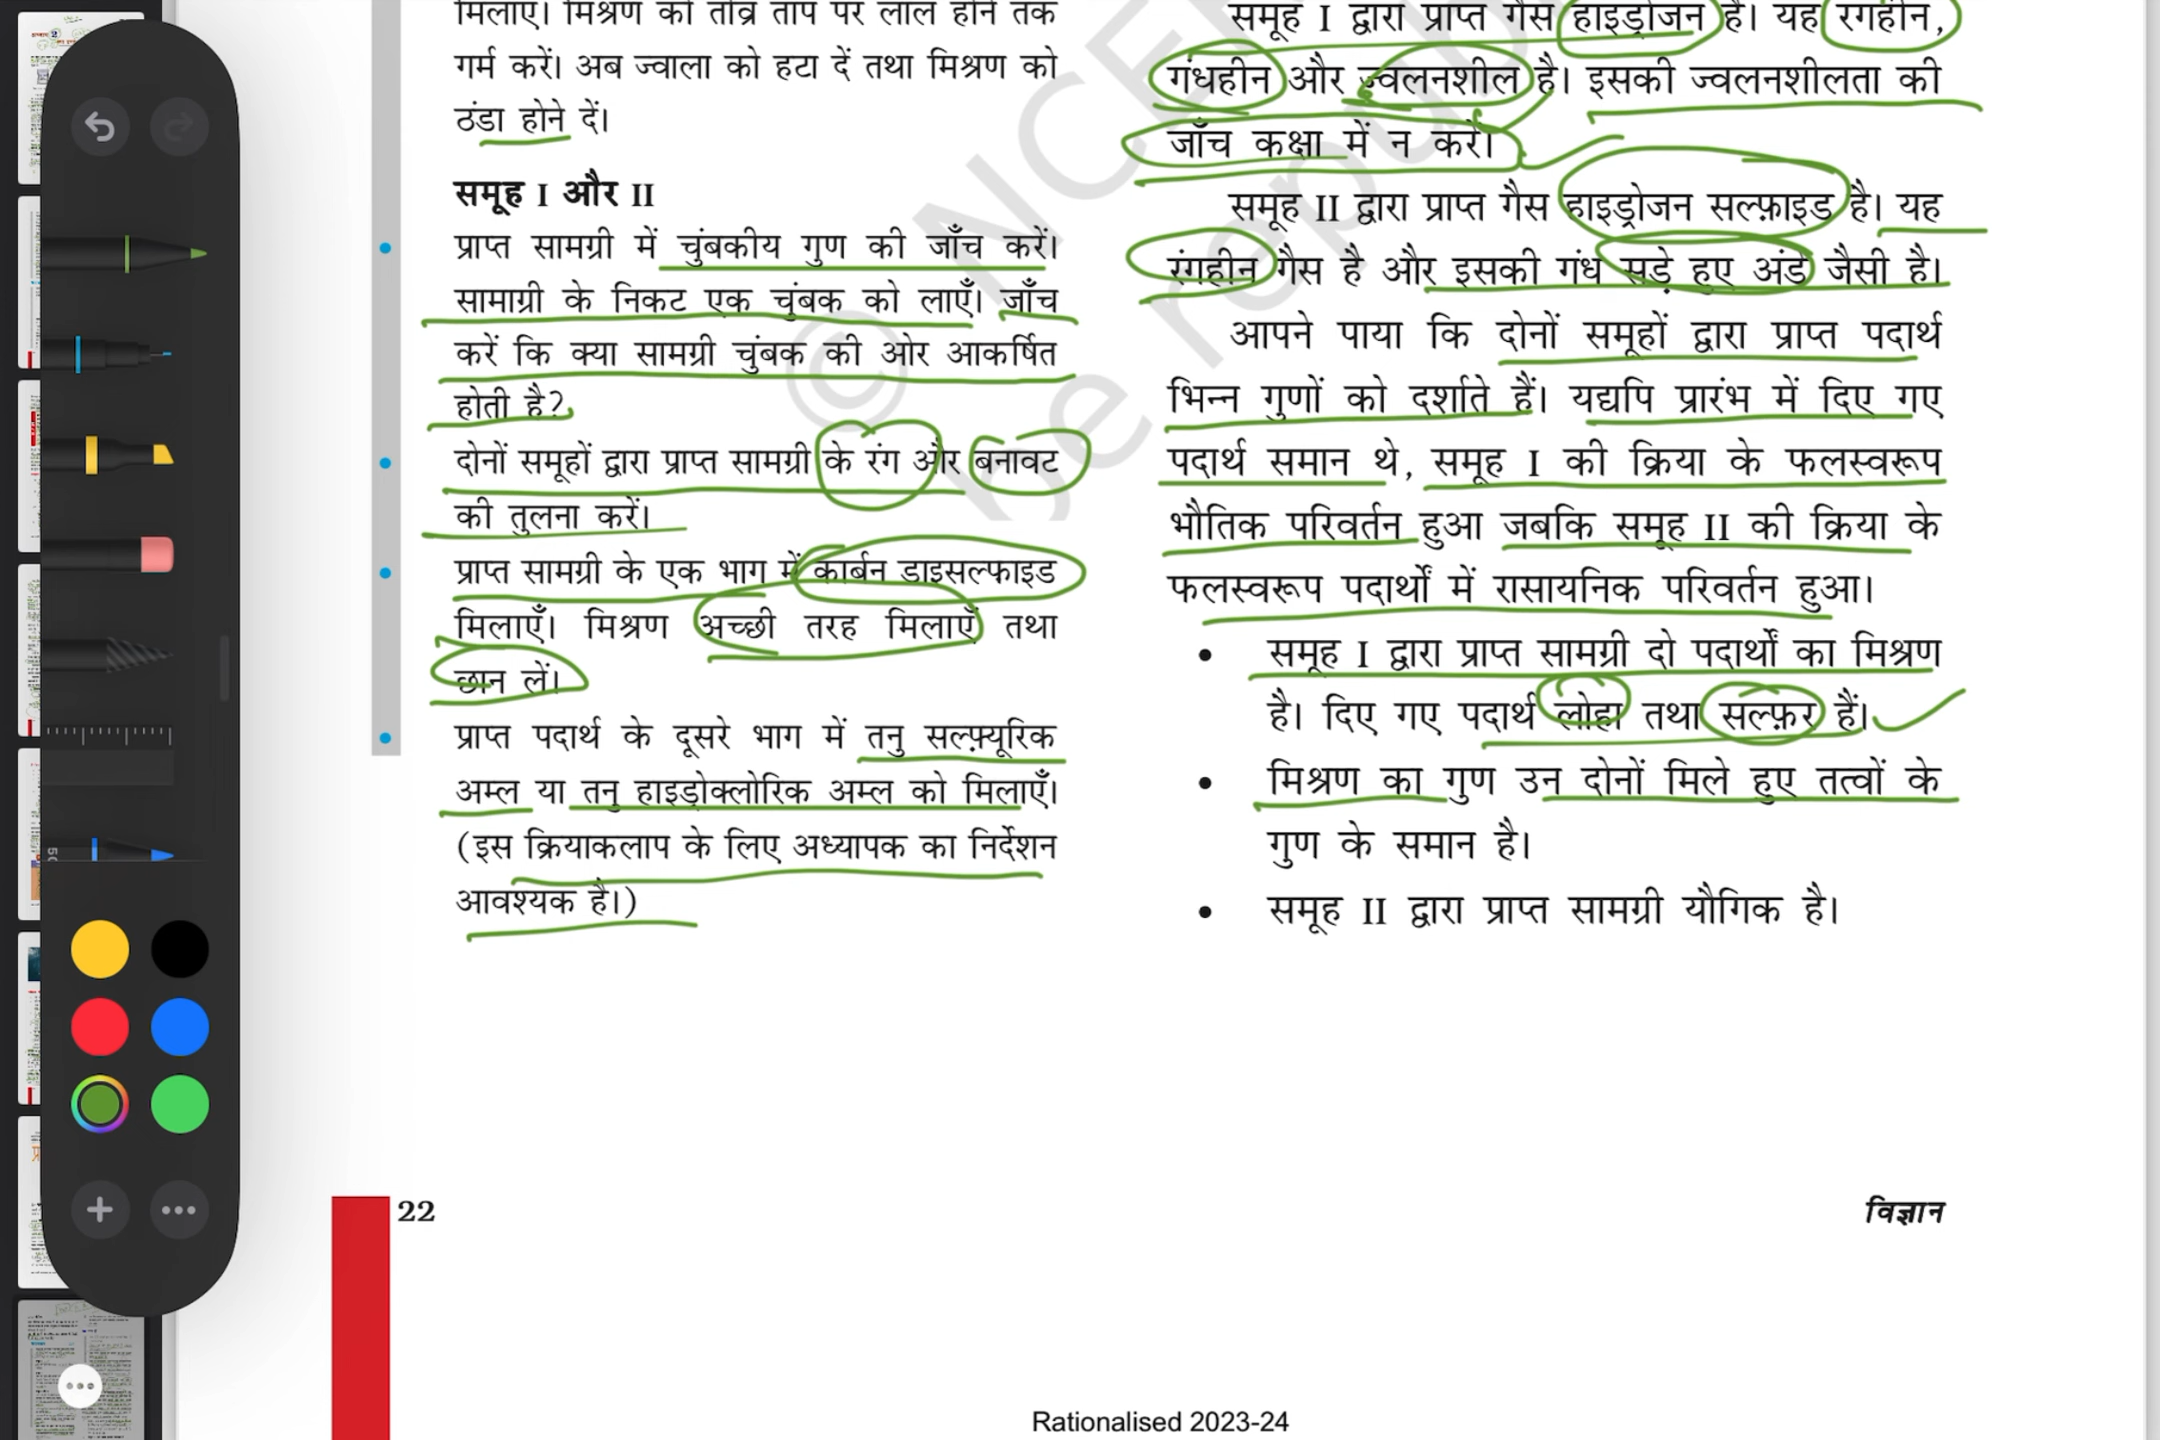 मिलाएँ। मिश्रण को तीव्र ताप पर लाल होने तक
गर्म करें। अब ज्वाला को हटा दें तथा मिश्रण को
ठंडा होने दें।
समूह I और II
प्राप्त सामग्री में चुंबकीय गुण की जाँच करें।
सामाग्री के निकट एक चुंबक को लाएँ। जाँच
करें कि क्या सामग्री चुंबक की ओर आकर्षित
होती है?
दोनों समूहों द्वारा प्राप्त सामग्री के रंग और बनावट
की तुलना करें।
प्राप्त सामग्री के एक भाग में कार्बन डाइसल्फाइड
मिलाएँ। मिश्रण अच्छी तरह मिलाएँ तथा
छान लें।
प्राप्त पदार्थ के दूसरे भाग में तनु सल्फ़्यूरिक
अम्ल या तनु हाइड्रोक्लोरिक अम्ल को मिलाएँ।
(इस क्रियाकलाप के लिए अध्यापक का निर्देशन
आवश्यक है।)
समूह I द्वारा प्राप्त गैस हाइड्रोजन है। यह रंगहीन,
गंधहीन और ज्वलनशील है। इसकी ज्वलनशीलता की
जाँच कक्षा में न करें।
समूह II द्वारा प्राप्त गैस हाइड्रोजन सल्फ़ाइड है। यह
रंगहीन गैस है और इसकी गंध सड़े हुए अंडे जैसी है।
आपने पाया कि दोनों समूहों द्वारा प्राप्त पदार्थ
भिन्न गुणों को दर्शाते हैं। यद्यपि प्रारंभ में दिए गए
पदार्थ समान थे, समूह I की क्रिया के फलस्वरूप
भौतिक परिवर्तन हुआ जबकि समूह II की क्रिया के
फलस्वरूप पदार्थों में रासायनिक परिवर्तन हुआ।
समूह I द्वारा प्राप्त सामग्री दो पदार्थों का मिश्रण
है। दिए गए पदार्थ लोहा तथा सल्फ़र हैं।
मिश्रण का गुण उन दोनों मिले हुए तत्वों के
गुण के समान है।
समूह II द्वारा प्राप्त सामग्री यौगिक है।
22
विज्ञान
Rationalised 2023-24